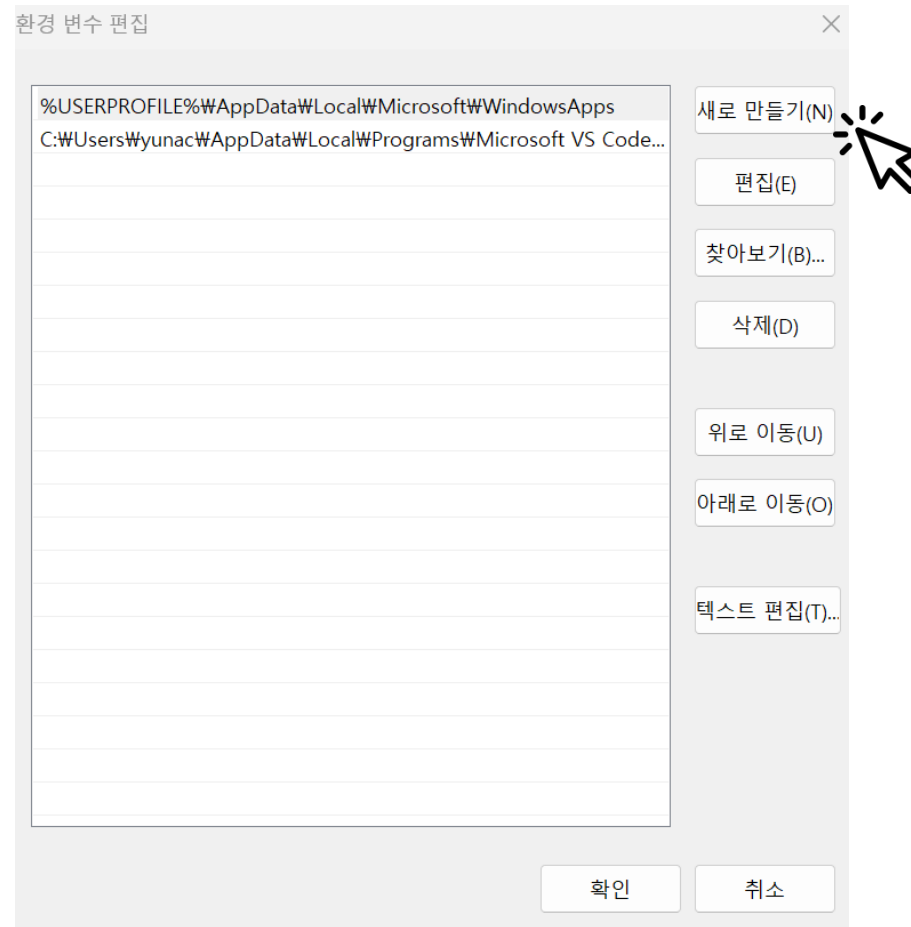 환경 변수 편집
%USERPROFILE%₩AppData₩Local₩Microsoft₩WindowsApps
C:₩Users₩yunac₩AppData₩Local₩Programs₩Microsoft VS Code...
새로 만들기(N)
편집(E)
찾아보기(B)...
삭제(D)
위로 이동(U)
아래로 이동(O)
텍스트 편집(T)...
확인
취소